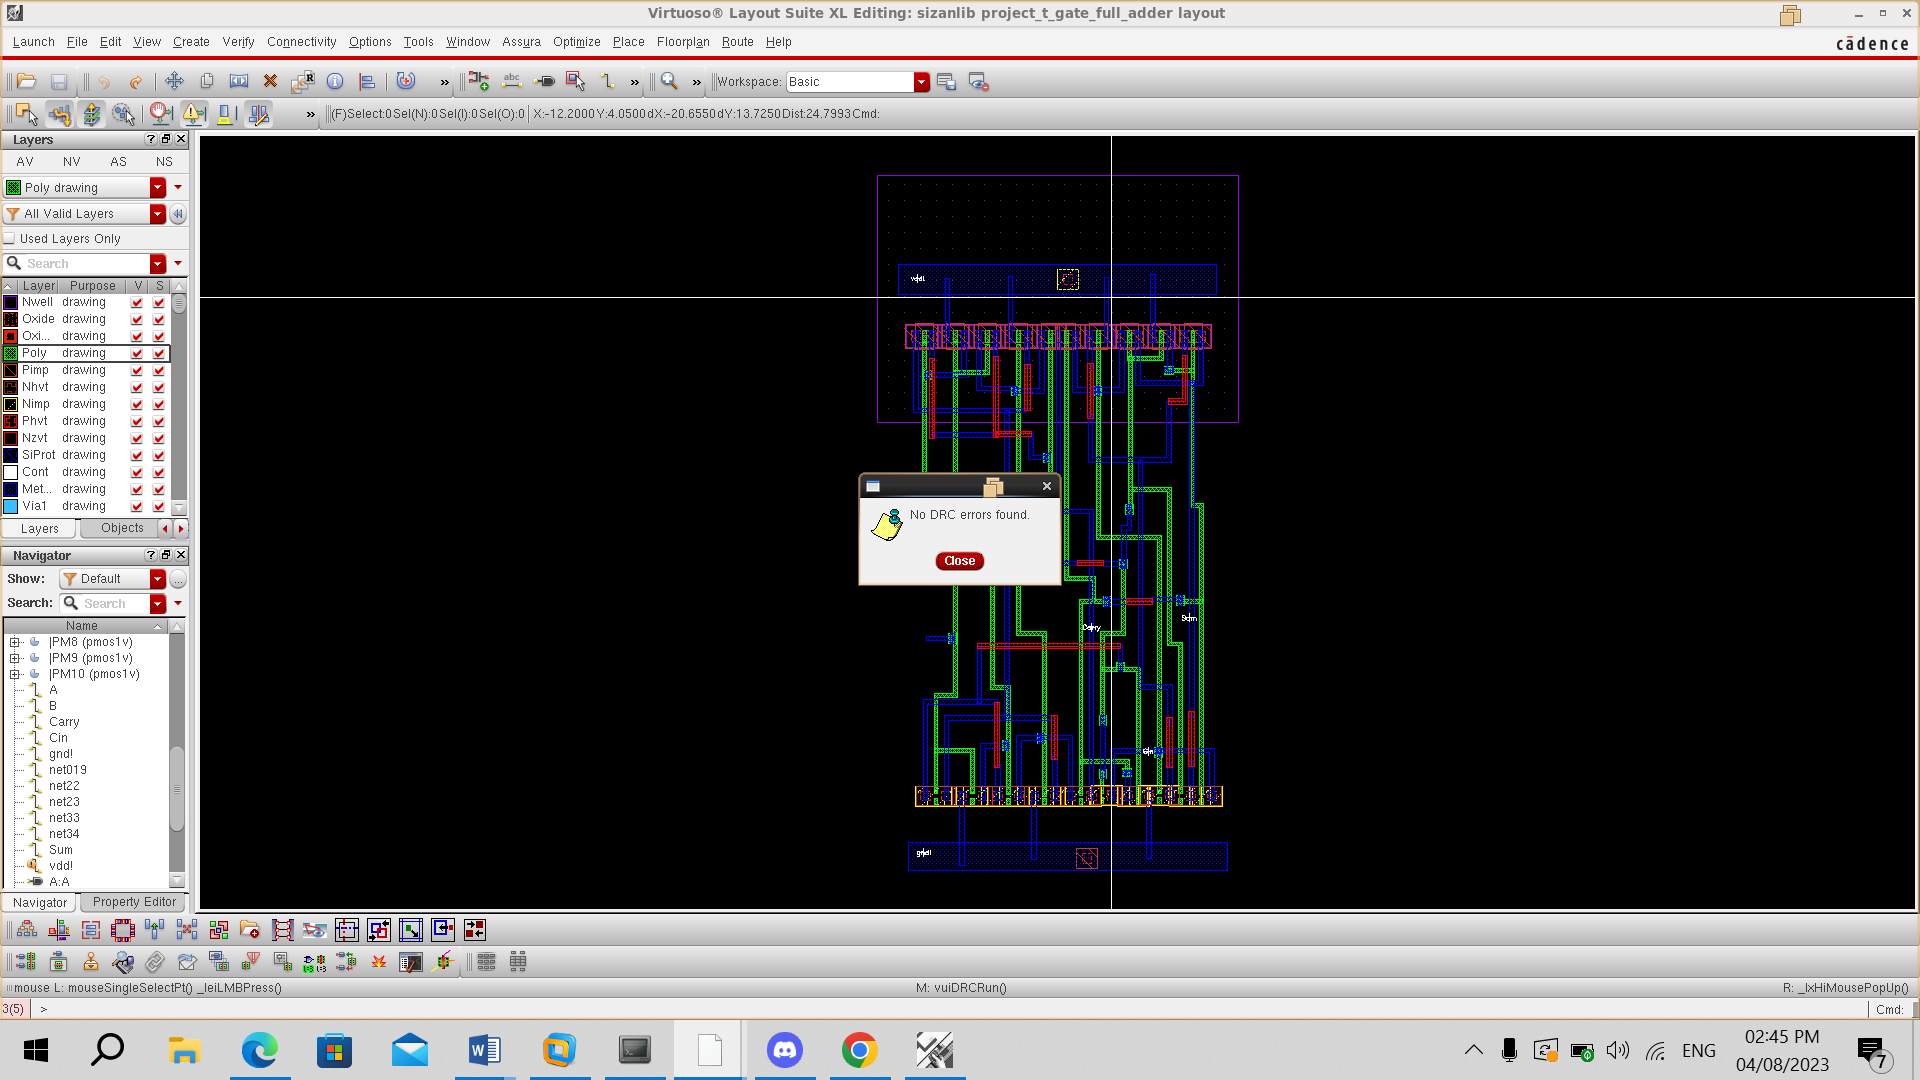 Virtuoso® Layout Suite XL Editing: sizanlib project_t_gate_full_adder layout
Launch File Edit View Create Verify Connectivity Options Tools Window Assura Optimize Place Floorplan Route Help
cādence
Workspace: Basic
(F)Select:0 Sel(N):0 Sel(I):0 Sel(O):0 X:-12.2000 Y:4.0500 dX:-20.6550 dY:13.7250 Dist:24.7993 Cmd:
Layers
AV NV AS NS
Poly drawing
All Valid Layers
Used Layers Only
Search
Layer Purpose V S
Nwell drawing
Oxide drawing
Oxi... drawing
Poly drawing
Pimp drawing
Nhvt drawing
Nimp drawing
Phvt drawing
Nzvt drawing
SiProt drawing
Cont drawing
Met... drawing
Via1 drawing
Layers Objects
Navigator
Show: Default
Search: Search
Name
|PM8 (pmos1v)
|PM9 (pmos1v)
|PM10 (pmos1v)
A
B
Carry
Cin
gnd!
net019
net22
net23
net33
net34
Sum
vdd!
A:A
Navigator Property Editor
vdd!
No DRC errors found.
Close
Carry
Sum
gnd!
mouse L: mouseSingleSelectPt() _leiLMBPress()
M: vuiDRCRun()
R: _lxHiMousePopUp()
3(5) >
Cmd:
ENG
02:45 PM
04/08/2023
7